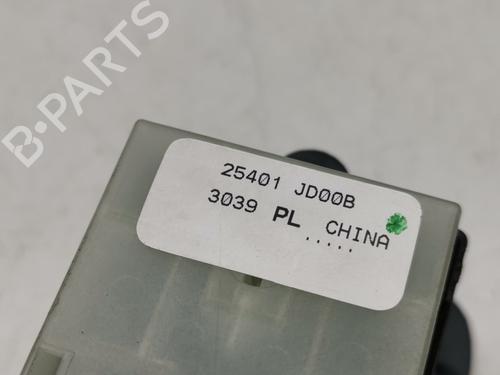 B-PARTS
25401 JD00B
3039 PL CHINA
.....